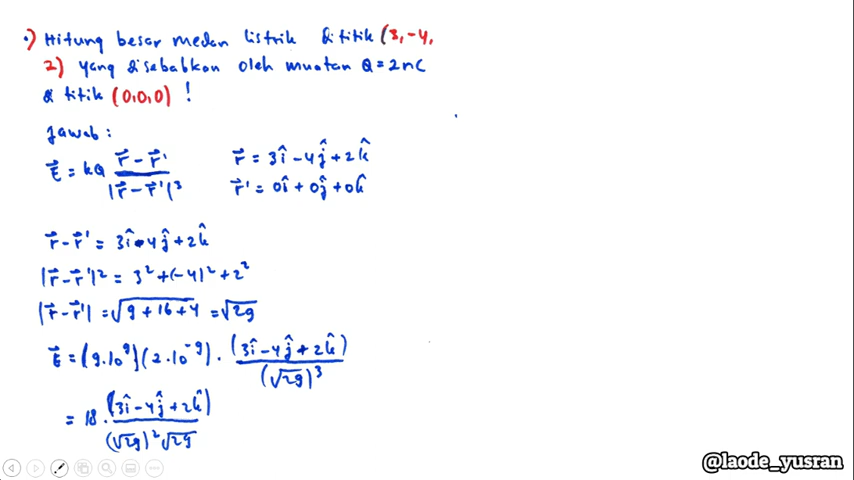 •) Hitung besar medan listrik di titik (3, -4,
2) yang disebabkan oleh muatan Q = 2 nC
di titik (0,0,0) !
Jawab :
E⃗ = kQ (r⃗ - r⃗') / |r⃗ - r⃗'|³
r⃗ = 3î - 4ĵ + 2k̂
r⃗' = 0î + 0ĵ + 0k̂
r⃗ - r⃗' = 3î - 4ĵ + 2k̂
|r⃗ - r⃗'|² = 3² + (-4)² + 2²
|r⃗ - r⃗'| = √(9 + 16 + 4) = √29
E⃗ = (9.10⁹)(2.10⁻⁹) . (3î - 4ĵ + 2k̂) / (√29)³
= 18 . (3î - 4ĵ + 2k̂) / (√29)² √29
@laode_yusran